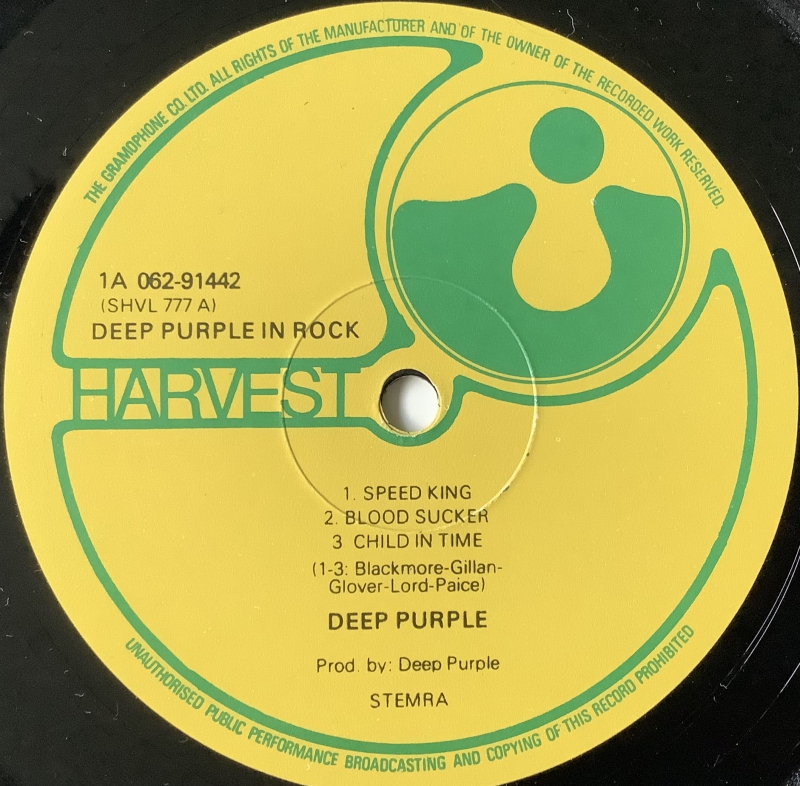 THE GRAMOPHONE CO. LTD. ALL RIGHTS OF THE MANUFACTURER AND OF THE OWNER OF THE RECORDED WORK RESERVED.
1A 062-91442
(SHVL 777 A)
DEEP PURPLE IN ROCK
HARVEST
1. SPEED KING
2. BLOOD SUCKER
3 CHILD IN TIME
(1-3: Blackmore-Gillan-
Glover-Lord-Paice)
DEEP PURPLE
Prod. by: Deep Purple
STEMRA
UNAUTHORISED PUBLIC PERFORMANCE BROADCASTING AND COPYING OF THIS RECORD PROHIBITED